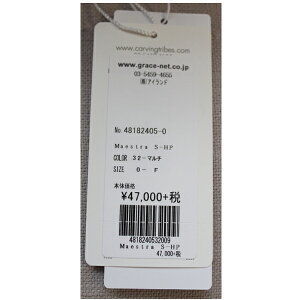 www.carvingtribes.com
www.grace-net.co.jp
03-5459-4655
㈱アイランド
No.48182405-0
Maestra S-HP
COLOR 32-マルチ
SIZE 0- F
本体価格
¥47,000+税
4818240532009
Maestra S-HP
47,000+税